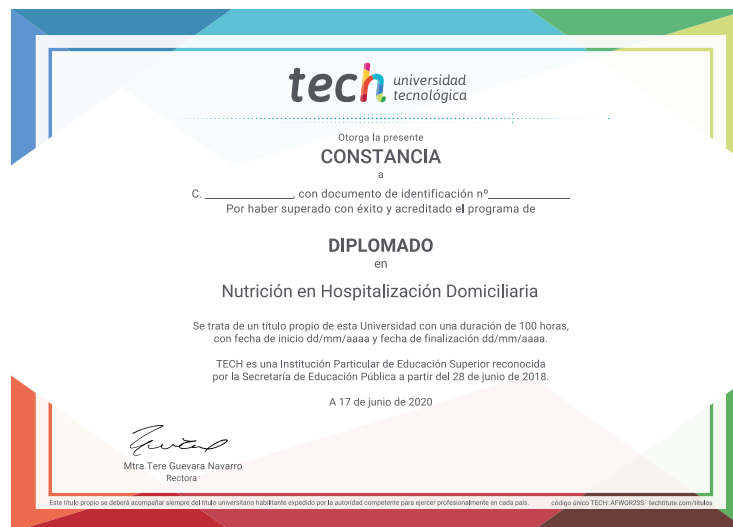 tech universidad
tecnológica
Otorga la presente
CONSTANCIA
a
C. ______________, con documento de identificación nº______________
Por haber superado con éxito y acreditado el programa de
DIPLOMADO
en
Nutrición en Hospitalización Domiciliaria
Se trata de un título propio de esta Universidad con una duración de 100 horas,
con fecha de inicio dd/mm/aaaa y fecha de finalización dd/mm/aaaa.
TECH es una Institución Particular de Educación Superior reconocida
por la Secretaría de Educación Pública a partir del 28 de junio de 2018.
A 17 de junio de 2020
Mtra.Tere Guevara Navarro
Rectora
Este título propio se deberá acompañar siempre del título universitario habilitante expedido por la autoridad competente para ejercer profesionalmente en cada país. código único TECH: AFWOR23S techtitute.com/titulos